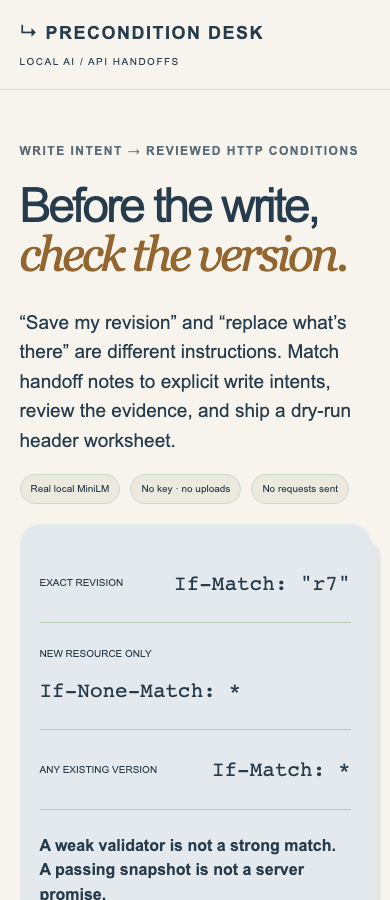 ↳ PRECONDITION DESK
LOCAL AI / API HANDOFFS
WRITE INTENT → REVIEWED HTTP CONDITIONS
Before the write,
check the version.
“Save my revision” and “replace what’s
there” are different instructions. Match
handoff notes to explicit write intents,
review the evidence, and ship a dry-run
header worksheet.
Real local MiniLM
No key · no uploads
No requests sent
EXACT REVISION
If-Match: "r7"
NEW RESOURCE ONLY
If-None-Match: *
ANY EXISTING VERSION
If-Match: *
A weak validator is not a strong match.
A passing snapshot is not a server
promise.